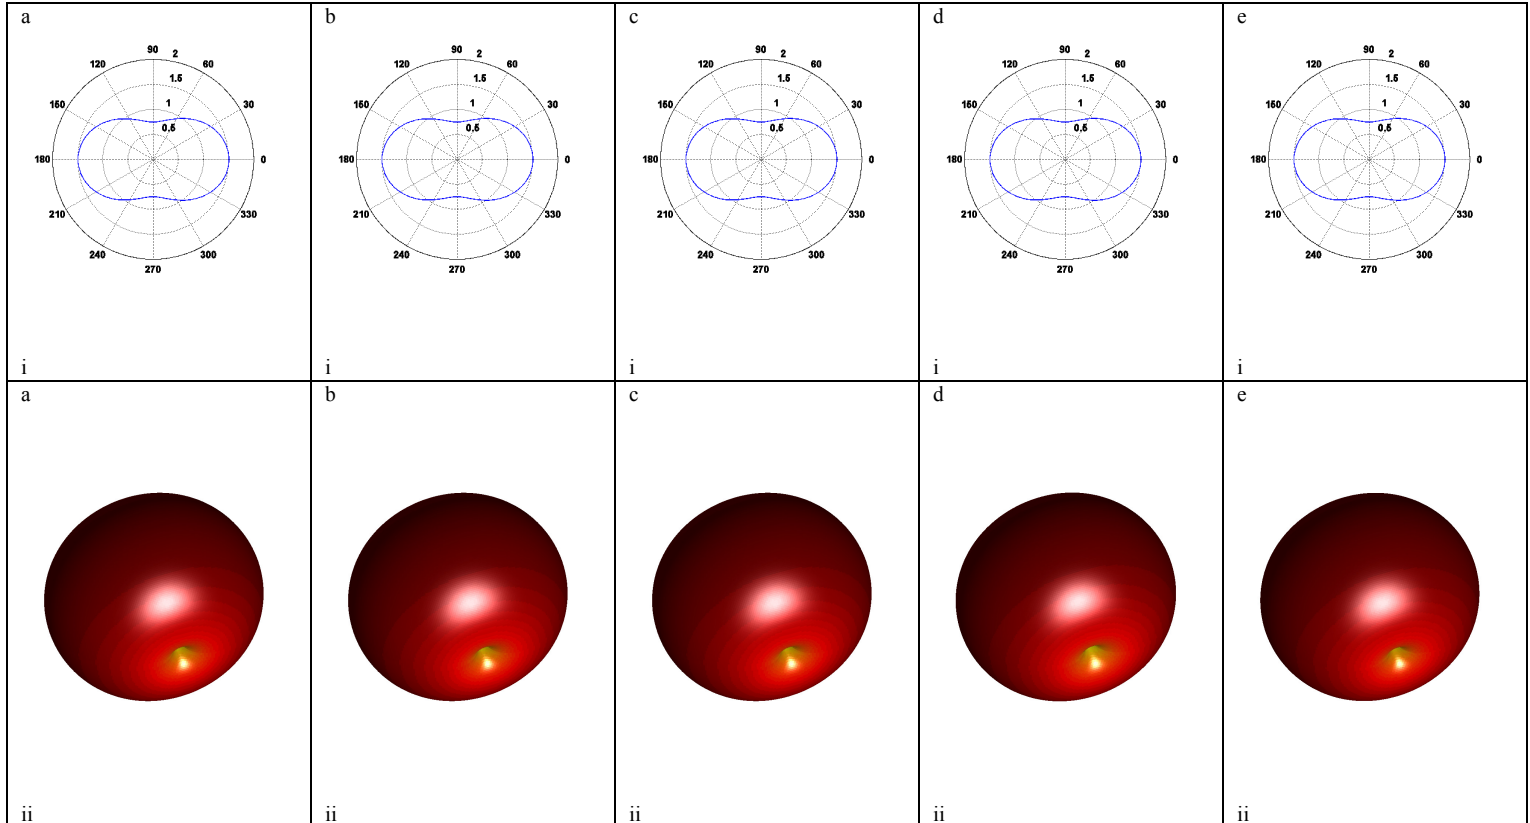 a b c d e
90 2 90 2 90 2 90 2 90 2
120 60 120 60 120 60 120 60 120 60
1.5 1.5 1.5 1.5 1.5
150 1 30 150 1 30 150 1 30 150 1 30 150 1 30
0.5 0.5 0.5 0.5 0.5
180 0 180 0 180 0 180 0 180 0
210 330 210 330 210 330 210 330 210 330
240 300 240 300 240 300 240 300 240 300
270 270 270 270 270
i i i i i
a b c d e
ii ii ii ii ii